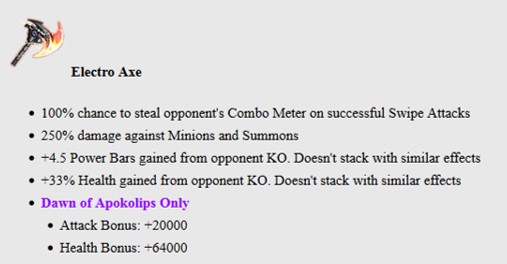 Electro Axe
100% chance to steal opponent's Combo Meter on successful Swipe Attacks
250% damage against Minions and Summons
+4.5 Power Bars gained from opponent KO. Doesn't stack with similar effects
+33% Health gained from opponent KO. Doesn't stack with similar effects
Dawn of Apokolips Only
Attack Bonus: +20000
Health Bonus: +64000